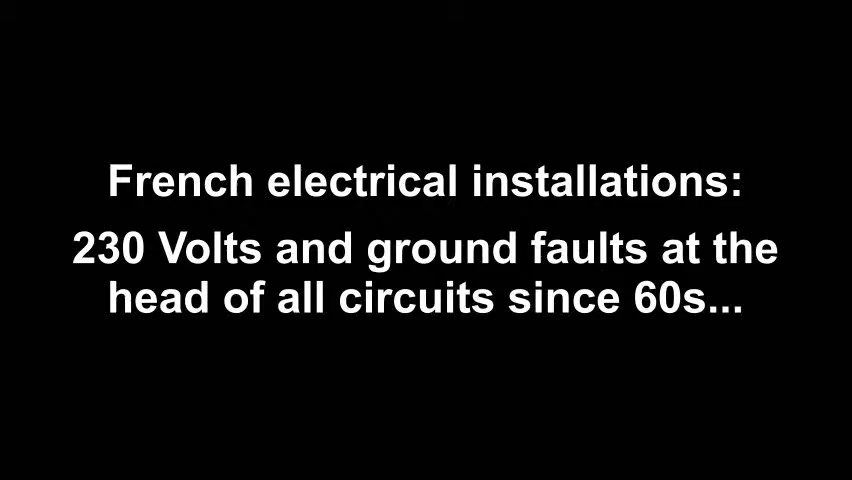 French electrical installations:
230 Volts and ground faults at the
head of all circuits since 60s...